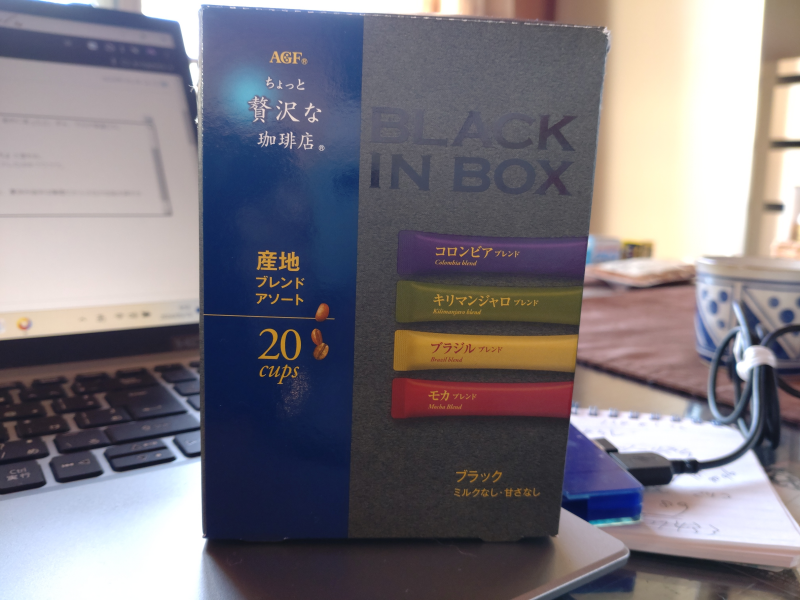 AGF®
ちょっと
贅沢な
珈琲店®
BLACK
IN BOX
産地
ブレンド
アソート
20
cups
コロンビア ブレンド
Colombia blend
キリマンジャロ ブレンド
Kilimanjaro blend
ブラジル ブレンド
Brazil blend
モカ ブレンド
Mocha Blend
ブラック
ミルクなし・甘さなし
Ctrl
実行